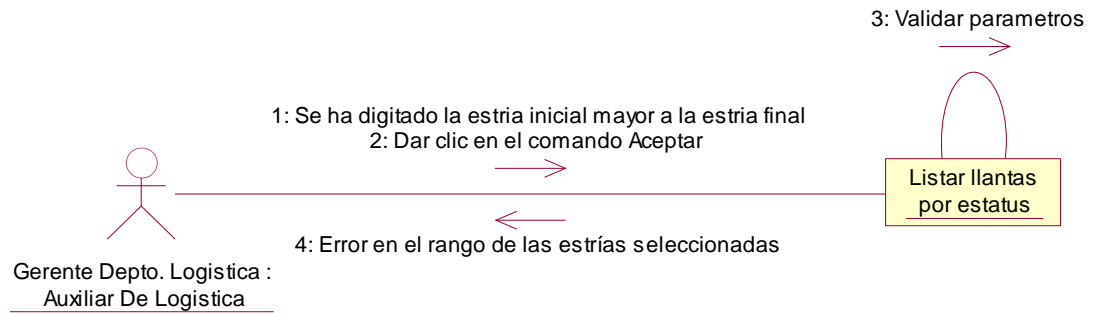 3: Validar parametros
1: Se ha digitado la estria inicial mayor a la estria final
2: Dar clic en el comando Aceptar
Listar llantas
por estatus
4: Error en el rango de las estrías seleccionadas
Gerente Depto. Logistica :
Auxiliar De Logistica